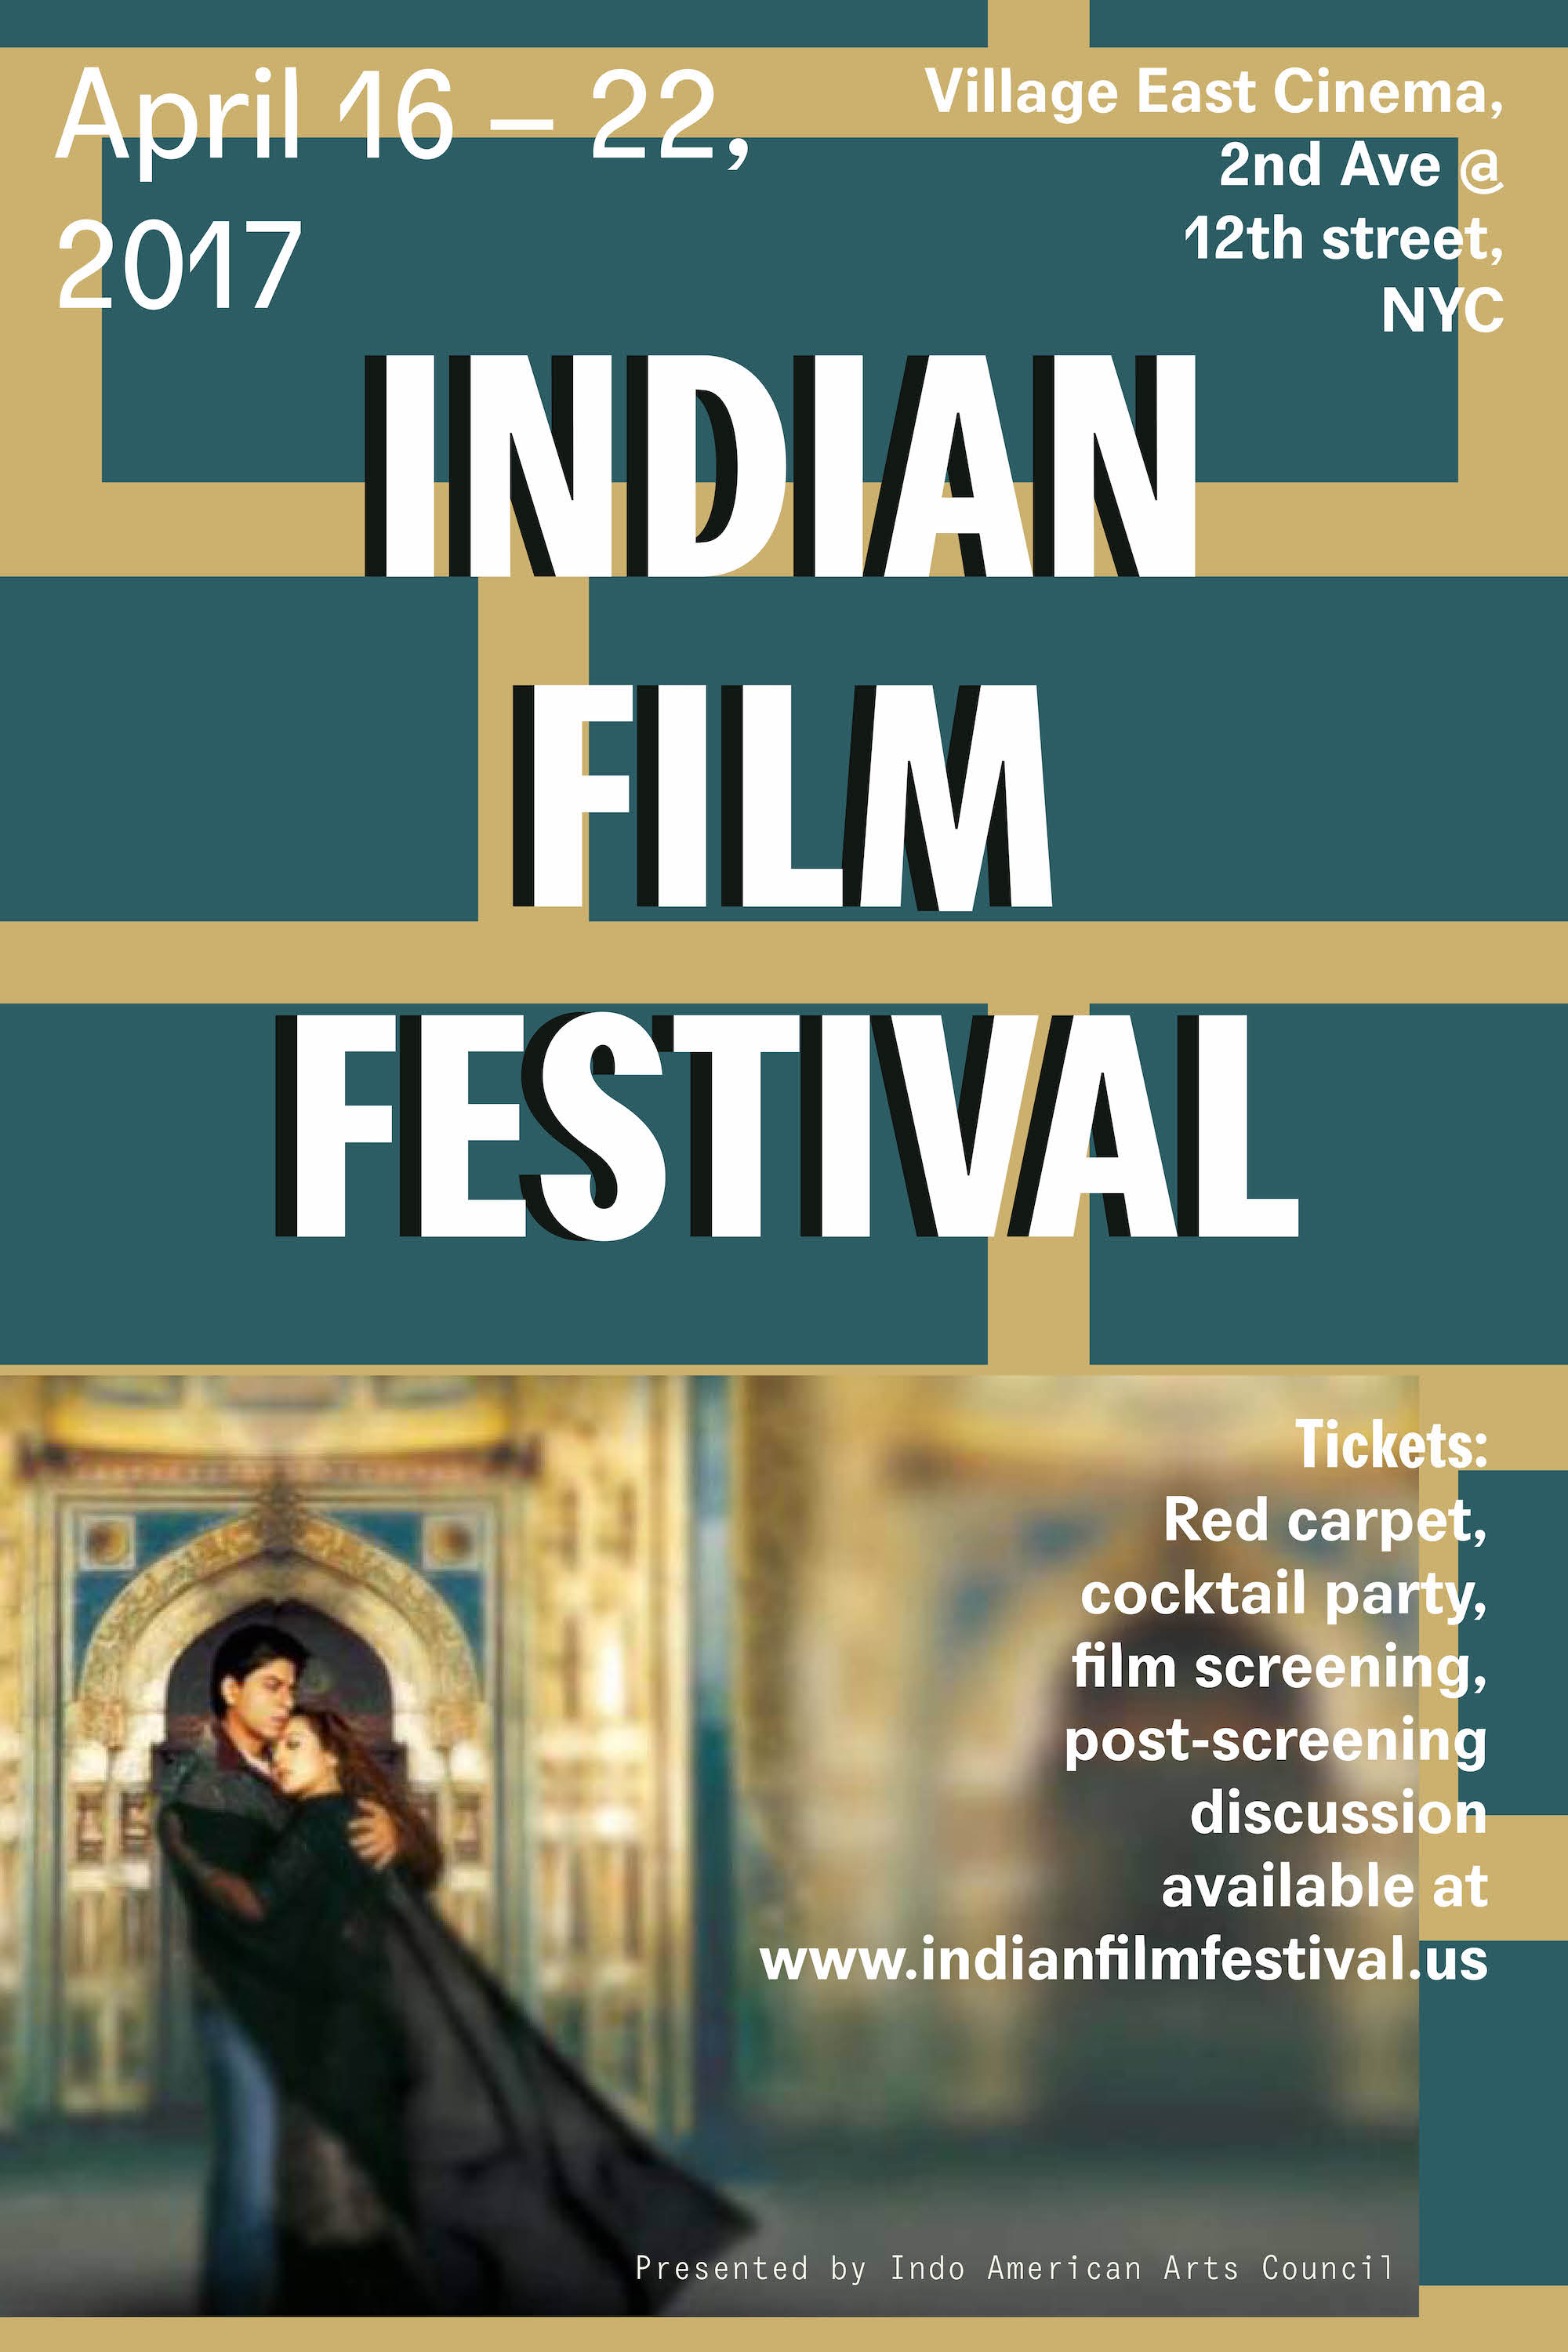 April 16 – 22,
2017
Village East Cinema,
2nd Ave @
12th street,
NYC
INDIAN
FILM
FESTIVAL
Tickets:
Red carpet,
cocktail party,
film screening,
post-screening
discussion
available at
www.indianfilmfestival.us
Presented by Indo American Arts Council